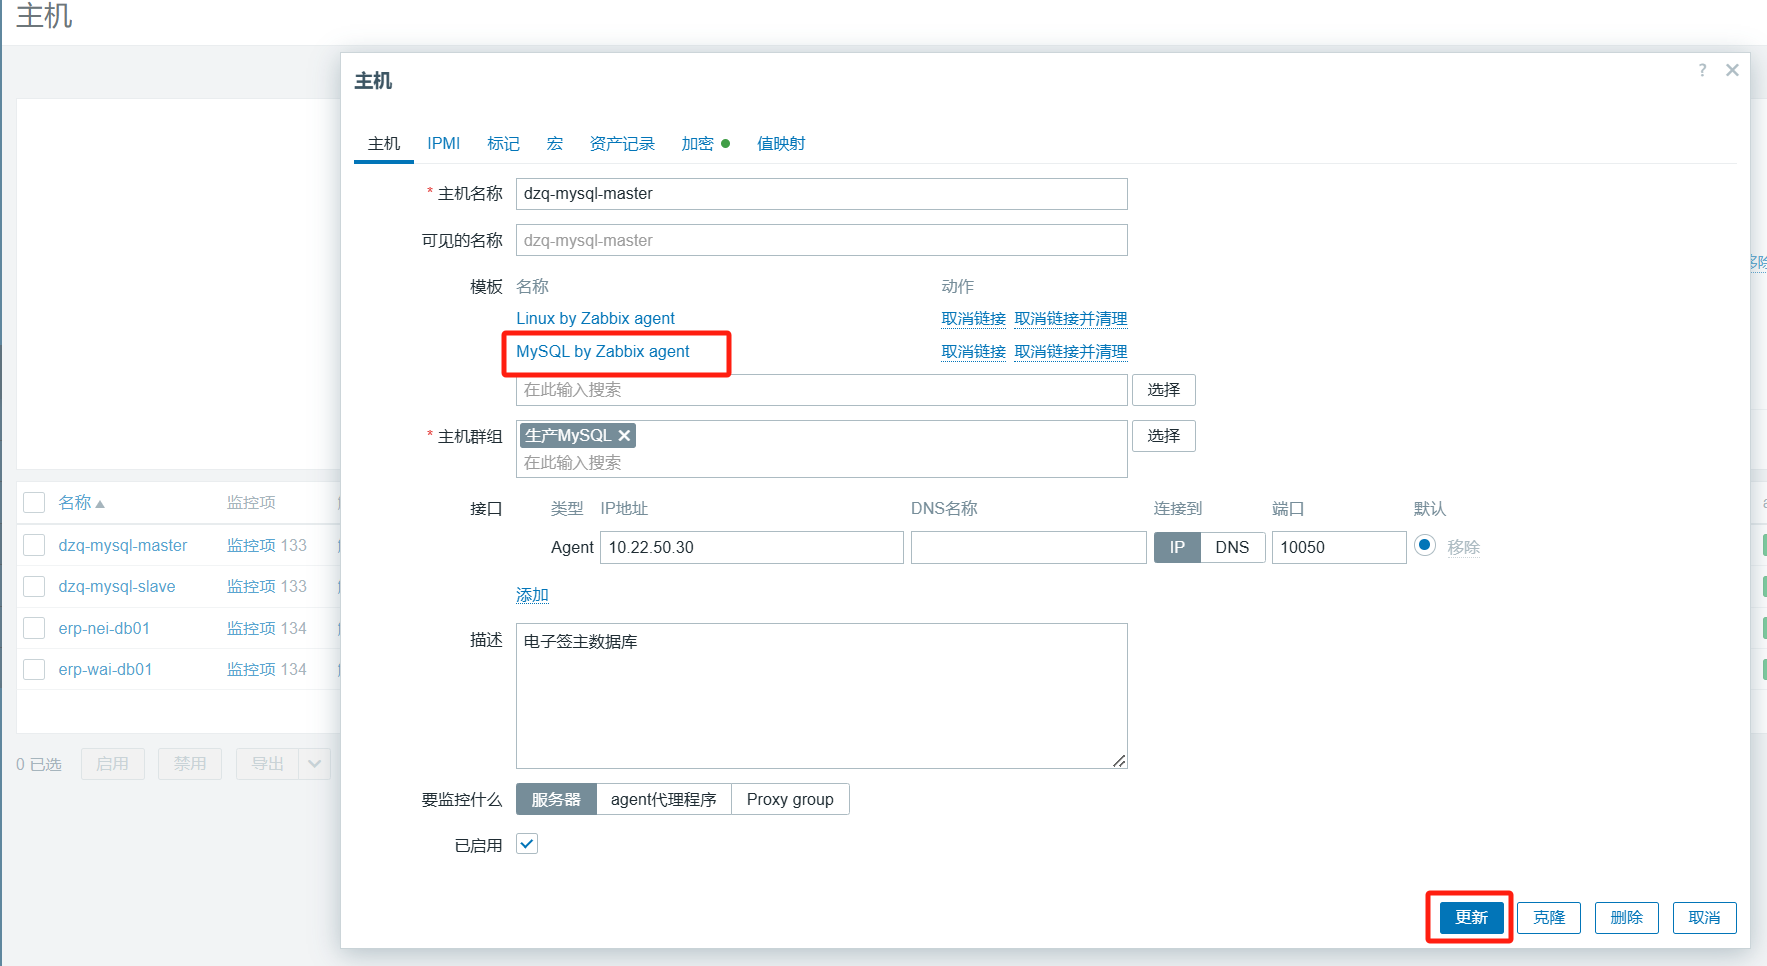 主机
主机
?
主机 IPMI 标记 宏 资产记录 加密 值映射
* 主机名称 dzq-mysql-master
可见的名称 dzq-mysql-master
模板 名称 动作
Linux by Zabbix agent 取消链接 取消链接并清理
MySQL by Zabbix agent 取消链接 取消链接并清理
在此输入搜索 选择
* 主机群组 生产MySQL 选择
在此输入搜索
接口 类型 IP地址 DNS名称 连接到 端口 默认
Agent 10.22.50.30 IP DNS 10050 移除
添加
描述 电子签主数据库
要监控什么 服务器 agent代理程序 Proxy group
已启用
更新 克隆 删除 取消
名称 监控项
dzq-mysql-master 监控项 133
dzq-mysql-slave 监控项 133
erp-nei-db01 监控项 134
erp-wai-db01 监控项 134
0 已选 启用 禁用 导出
移除